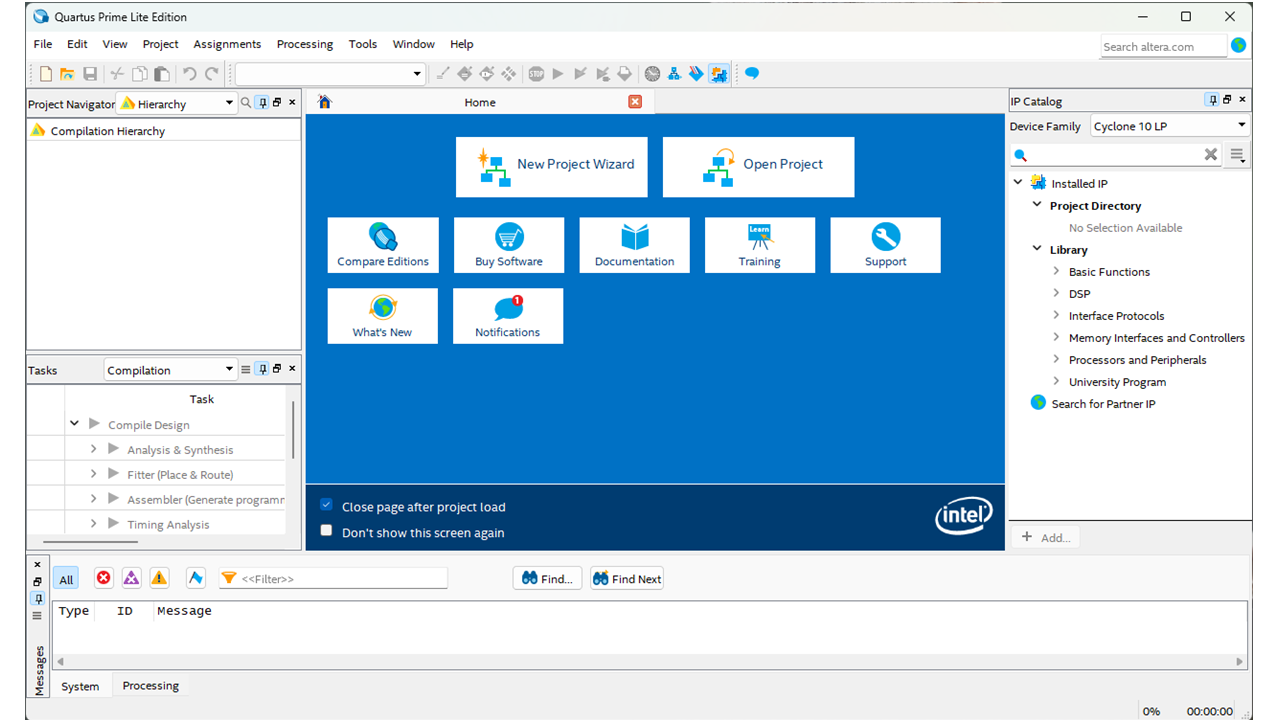 Quartus Prime Lite Edition
File Edit View Project Assignments Processing Tools Window Help
Search altera.com
STOP
Project Navigator Hierarchy
Compilation Hierarchy
Home
New Project Wizard
Open Project
Compare Editions
Buy Software
Documentation
Learn
Training
Support
What's New
1
Notifications
Close page after project load
Don't show this screen again
intel
IP Catalog
Device Family Cyclone 10 LP
Installed IP
Project Directory
No Selection Available
Library
Basic Functions
DSP
Interface Protocols
Memory Interfaces and Controllers
Processors and Peripherals
University Program
Search for Partner IP
+ Add...
Tasks Compilation
Task
Compile Design
Analysis & Synthesis
Fitter (Place & Route)
Assembler (Generate programm
Timing Analysis
All <<Filter>> Find... Find Next
Type ID Message
Messages
System Processing
0% 00:00:00